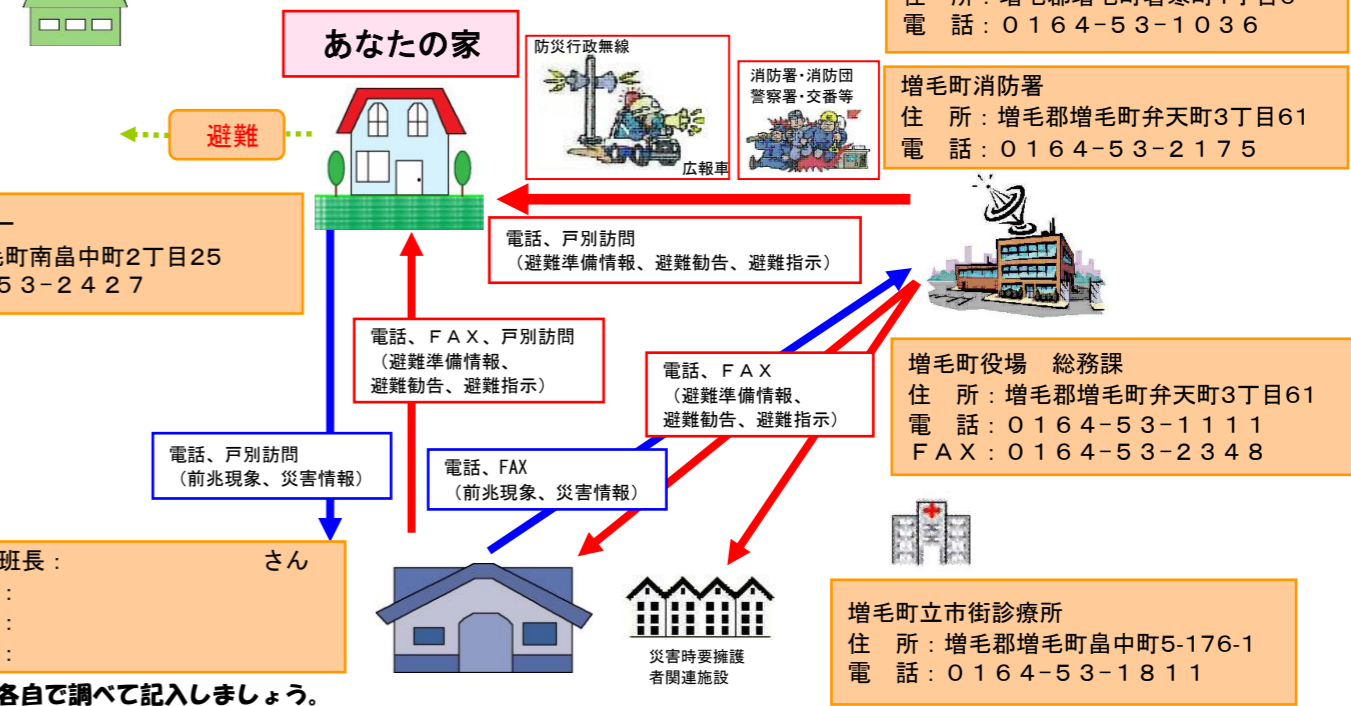 電　話：０１６４−５３−１０３６
あなたの家
防災行政無線
広報車
消防署・消防団
警察署・交番等
増毛町消防署
住　所：増毛郡増毛町弁天町3丁目61
電　話：０１６４−５３−２１７５
避難
ー
毛町南畠中町2丁目25
５３−２４２７
電話、戸別訪問
（避難準備情報、避難勧告、避難指示）
電話、ＦＡＸ、戸別訪問
（避難準備情報、
避難勧告、避難指示）
電話、ＦＡＸ
（避難準備情報、
避難勧告、避難指示）
増毛町役場　総務課
住　所：増毛郡増毛町弁天町3丁目61
電　話：０１６４−５３−１１１１
ＦＡＸ：０１６４−５３−２３４８
電話、戸別訪問
（前兆現象、災害情報）
電話、FAX
（前兆現象、災害情報）
班長：　　　　　　　　　さん
：
：
：
各自で調べて記入しましょう。
災害時要擁護
者関連施設
増毛町立市街診療所
住　所：増毛郡増毛町畠中町5-176-1
電　話：０１６４−５３−１８１１